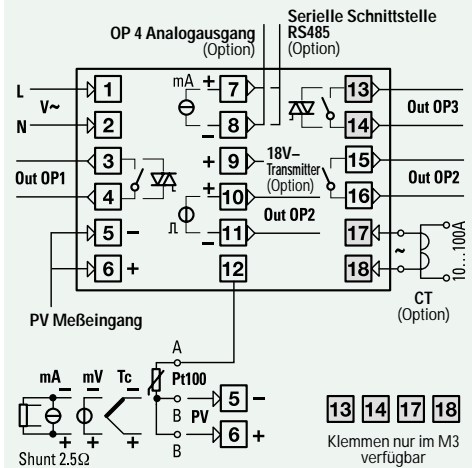 Serielle Schnittstelle
OP 4 Analogausgang RS485
(Option) (Option)
L 1 mA + 7 13
V~ Out OP3
N 2 – 8 14
3 + 9 18V– 15
Transmitter
Out OP1 (Option) Out OP2
4 + 10 16
Out OP2
5 – – 11 17
~ 10...100A
6 + 12 18
CT
(Option)
PV Meßeingang
A
mA mV Tc Pt100
– – – B PV 5 –
13 14 17 18
+ + + B 6 +
Shunt 2.5Ω A
Klemmen nur im M3
verfügbar